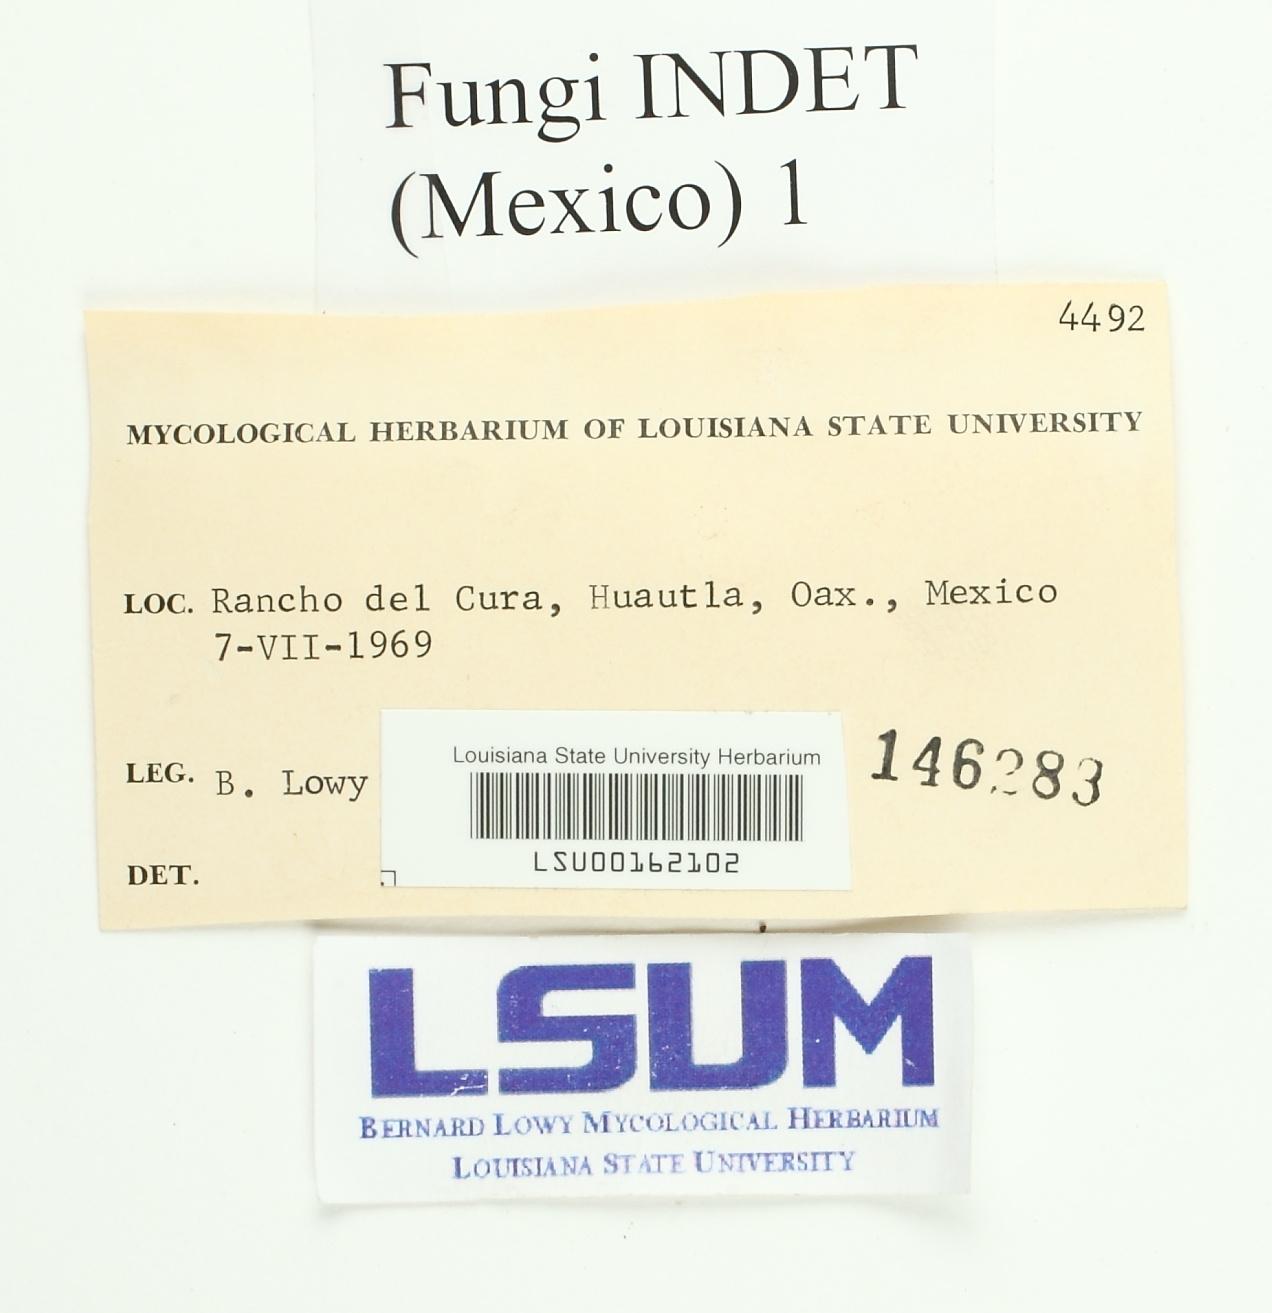 Fungi INDET
(Mexico) 1
4492
MYCOLOGICAL HERBARIUM OF LOUISIANA STATE UNIVERSITY
LOC. Rancho del Cura, Huautla, Oax., Mexico
7-VII-1969
LEG. B. Lowy
Louisiana State University Herbarium
LSU00162102
146283
DET.
LSUM
BERNARD LOWY MYCOLOGICAL HERBARIUM
LOUISIANA STATE UNIVERSITY